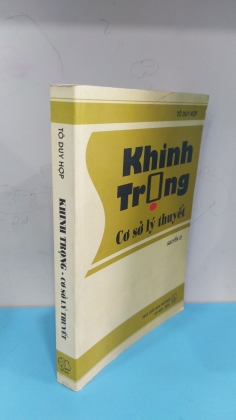 TÔ DUY HỢP
KHINH TRỌNG - CƠ SỞ LÝ THUYẾT
TÔ DUY HỢP
Khinh
Trọng
Cơ sở lý thuyết